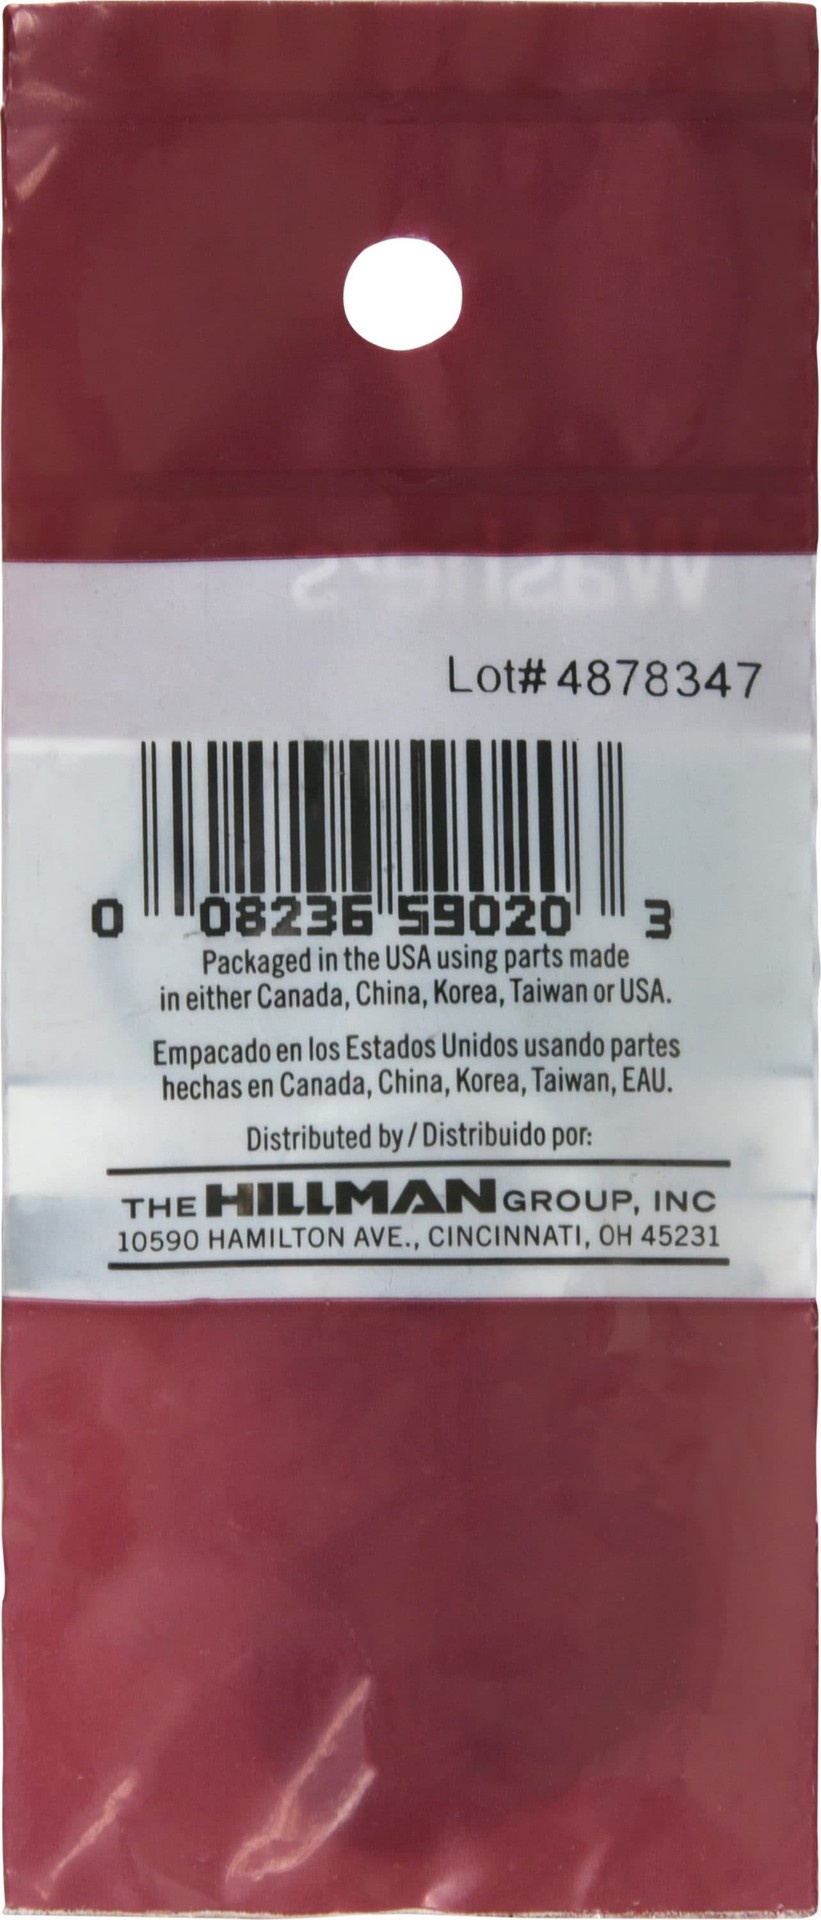 Washers
Lot# 4878347
0 08236 59020 3
Packaged in the USA using parts made
in either Canada, China, Korea, Taiwan or USA.
Empacado en los Estados Unidos usando partes
hechas en Canada, China, Korea, Taiwan, EAU.
Distributed by / Distribuido por:
THE HILLMAN GROUP, INC
10590 HAMILTON AVE., CINCINNATI, OH 45231